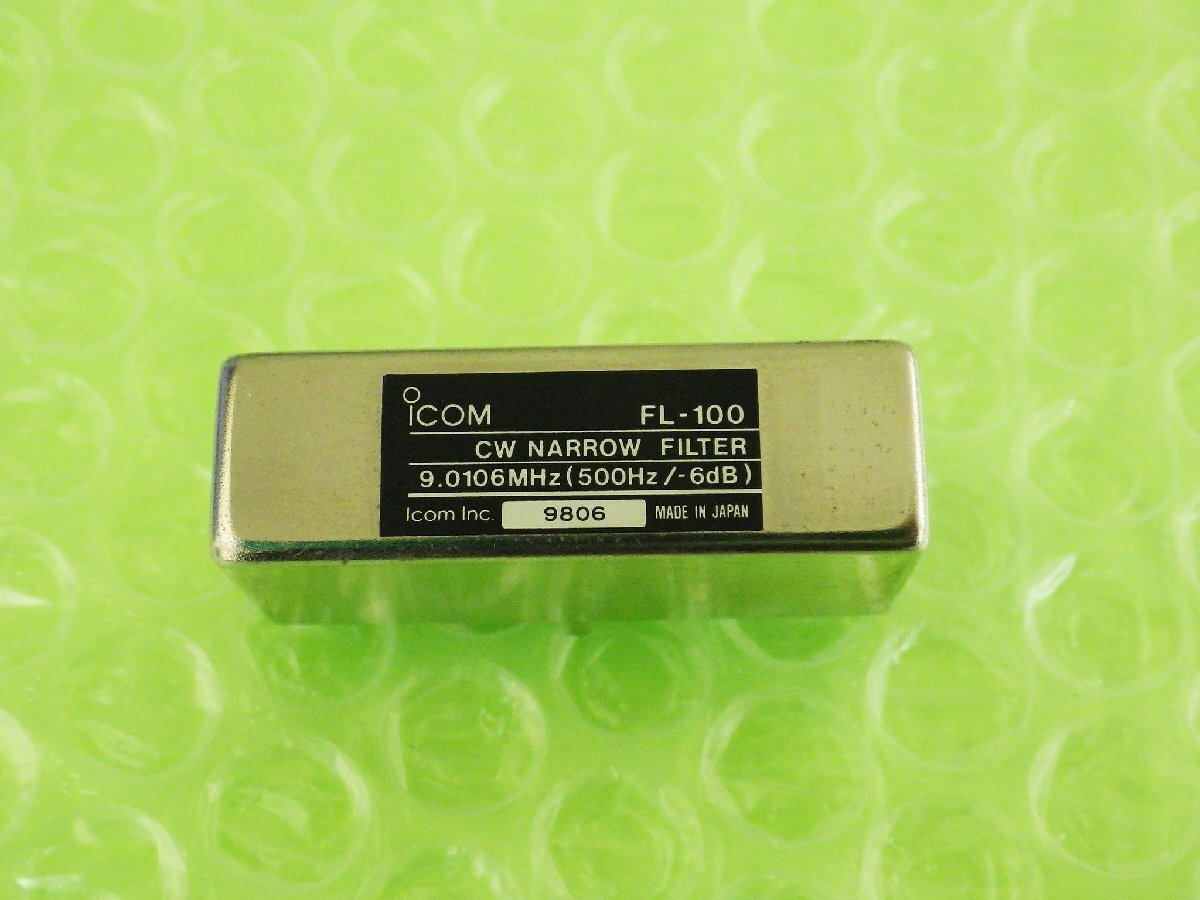 ICOM FL-100
CW NARROW FILTER
9.0106MHz(500Hz/-6dB)
Icom Inc. 9806 MADE IN JAPAN